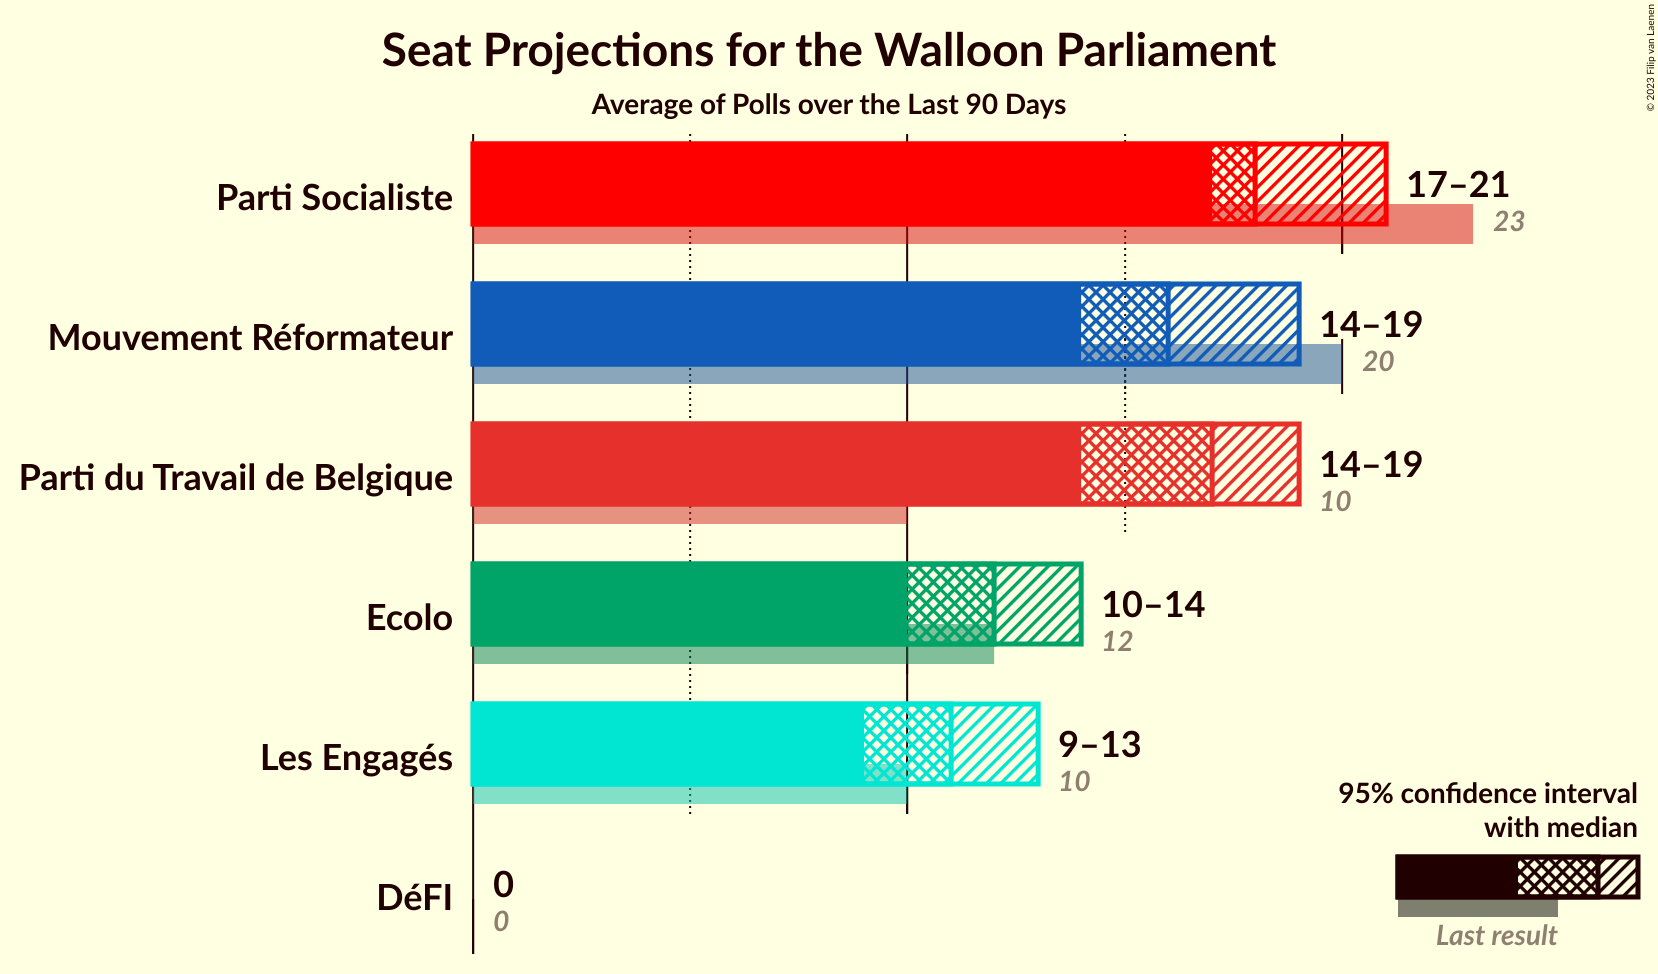 Seat Projections for the Walloon Parliament
Average of Polls over the Last 90 Days
© 2023 Filip van Laenen
Parti Socialiste
17–21
23
Mouvement Réformateur
14–19
20
Parti du Travail de Belgique
14–19
10
Ecolo
10–14
12
Les Engagés
9–13
10
DéFI
0
0
95% confidence interval
with median
Last result